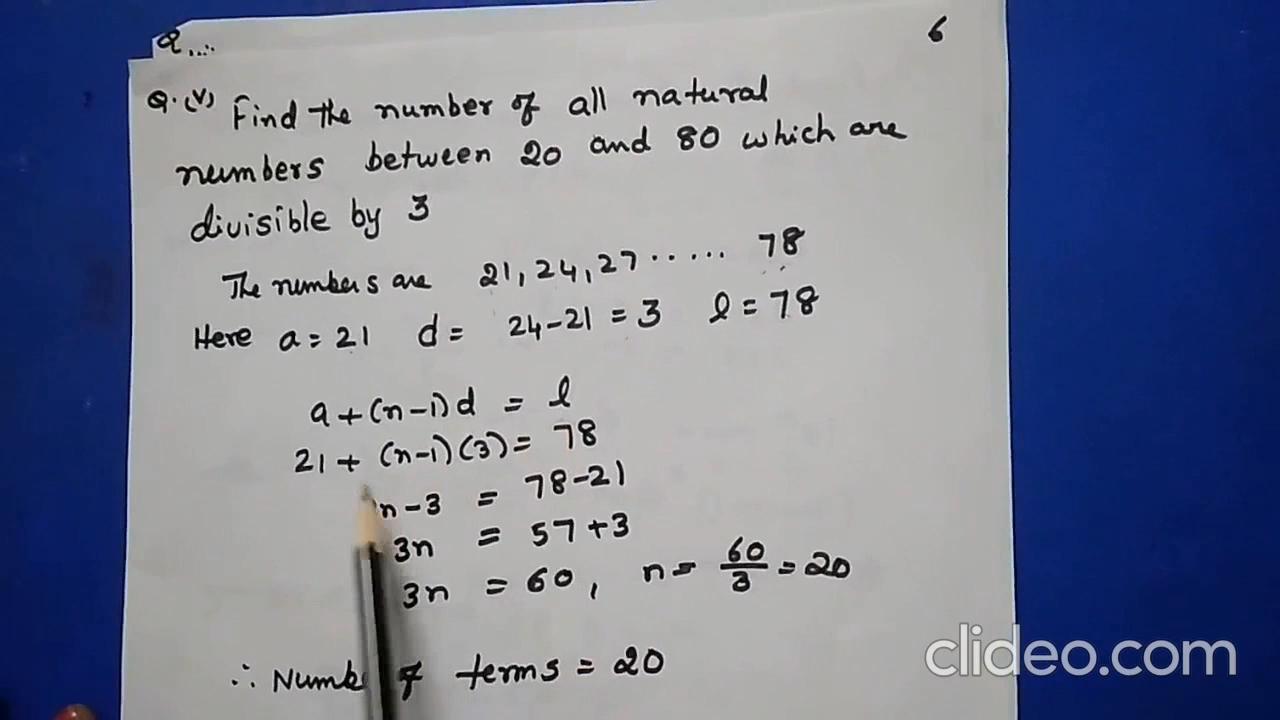 Q...
6
Q.(V) Find the number of all natural
numbers between 20 and 80 which are
divisible by 3
The numbers are 21, 24, 27 ..... 78
Here a = 21 d = 24-21 = 3 l = 78
a + (n-1)d = l
21 + (n-1)(3) = 78
n-3 = 78-21
3n = 57+3
3n = 60, n = 60/3 = 20
∴ terms = 20
clideo.com